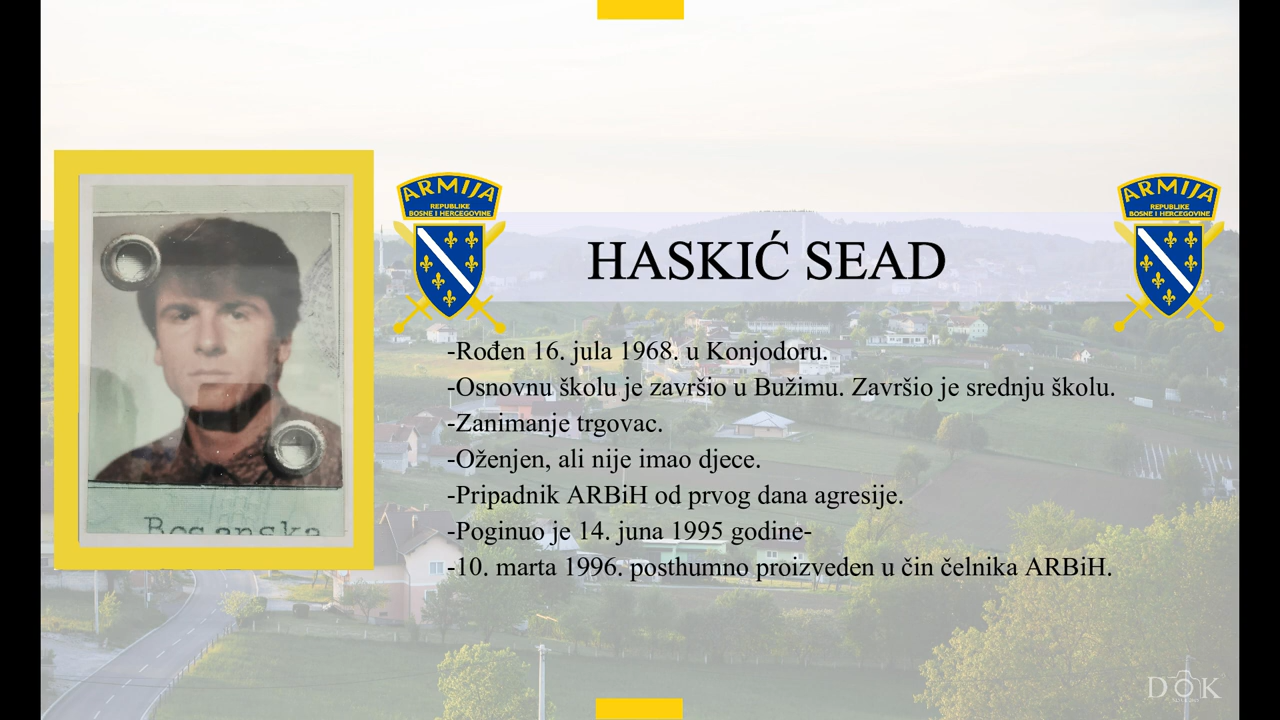 ARMIJA
REPUBLIKE
BOSNE I HERCEGOVINE
ARMIJA
REPUBLIKE
BOSNE I HERCEGOVINE
HASKIĆ SEAD
-Rođen 16. jula 1968. u Konjodoru.
-Osnovnu školu je završio u Bužimu. Završio je srednju školu.
-Zanimanje trgovac.
-Oženjen, ali nije imao djece.
-Pripadnik ARBiH od prvog dana agresije.
-Poginuo je 14. juna 1995 godine-
-10. marta 1996. posthumno proizveden u čin čelnika ARBiH.
Bosanska
DOK